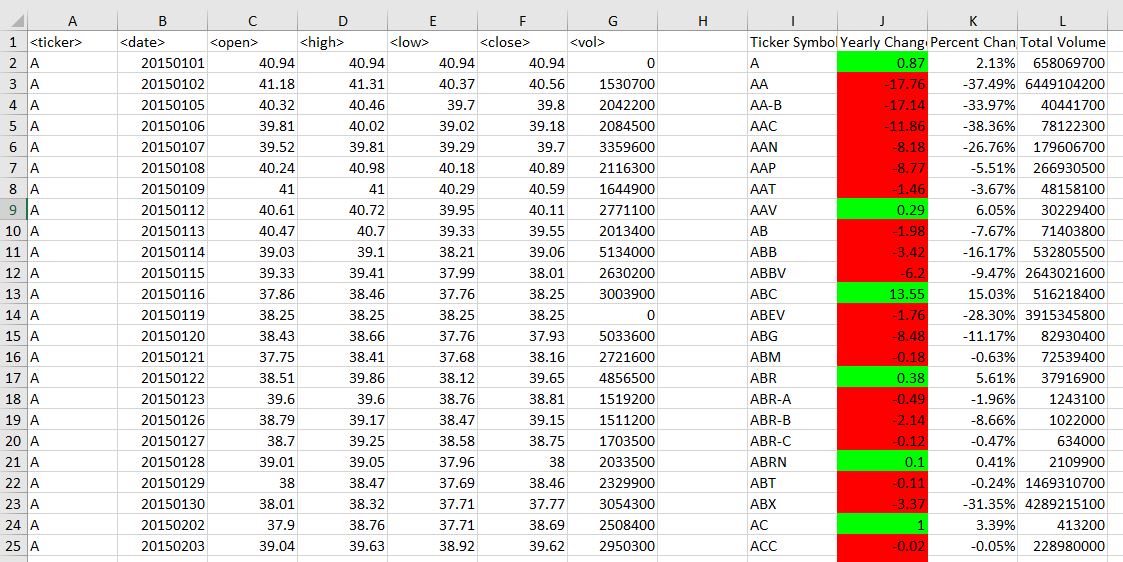 A B C D E F G H I J K L
1 <ticker> <date> <open> <high> <low> <close> <vol> Ticker Symbol Yearly Chang Percent Chan Total Volume
2 A 20150101 40.94 40.94 40.94 40.94 0 A 0.87 2.13% 658069700
3 A 20150102 41.18 41.31 40.37 40.56 1530700 AA -17.76 -37.49% 6449104200
4 A 20150105 40.32 40.46 39.7 39.8 2042200 AA-B -17.14 -33.97% 40441700
5 A 20150106 39.81 40.02 39.02 39.18 2084500 AAC -11.86 -38.36% 78122300
6 A 20150107 39.52 39.81 39.29 39.7 3359600 AAN -8.18 -26.76% 179606700
7 A 20150108 40.24 40.98 40.18 40.89 2116300 AAP -8.77 -5.51% 266930500
8 A 20150109 41 41 40.29 40.59 1644900 AAT -1.46 -3.67% 48158100
9 A 20150112 40.61 40.72 39.95 40.11 2771100 AAV 0.29 6.05% 30229400
10 A 20150113 40.47 40.7 39.33 39.55 2013400 AB -1.98 -7.67% 71403800
11 A 20150114 39.03 39.1 38.21 39.06 5134000 ABB -3.42 -16.17% 532805500
12 A 20150115 39.33 39.41 37.99 38.01 2630200 ABBV -6.2 -9.47% 2643021600
13 A 20150116 37.86 38.46 37.76 38.25 3003900 ABC 13.55 15.03% 516218400
14 A 20150119 38.25 38.25 38.25 38.25 0 ABEV -1.76 -28.30% 3915345800
15 A 20150120 38.43 38.66 37.76 37.93 5033600 ABG -8.48 -11.17% 82930400
16 A 20150121 37.75 38.41 37.68 38.16 2721600 ABM -0.18 -0.63% 72539400
17 A 20150122 38.51 39.86 38.12 39.65 4856500 ABR 0.38 5.61% 37916900
18 A 20150123 39.6 39.6 38.76 38.81 1519200 ABR-A -0.49 -1.96% 1243100
19 A 20150126 38.79 39.17 38.47 39.15 1511200 ABR-B -2.14 -8.66% 1022000
20 A 20150127 38.7 39.25 38.58 38.75 1703500 ABR-C -0.12 -0.47% 634000
21 A 20150128 39.01 39.05 37.96 38 2033500 ABRN 0.1 0.41% 2109900
22 A 20150129 38 38.47 37.69 38.46 2329900 ABT -0.11 -0.24% 1469310700
23 A 20150130 38.01 38.32 37.71 37.77 3054300 ABX -3.37 -31.35% 4289215100
24 A 20150202 37.9 38.76 37.71 38.69 2508400 AC 1 3.39% 413200
25 A 20150203 39.04 39.63 38.92 39.62 2950300 ACC -0.02 -0.05% 228980000